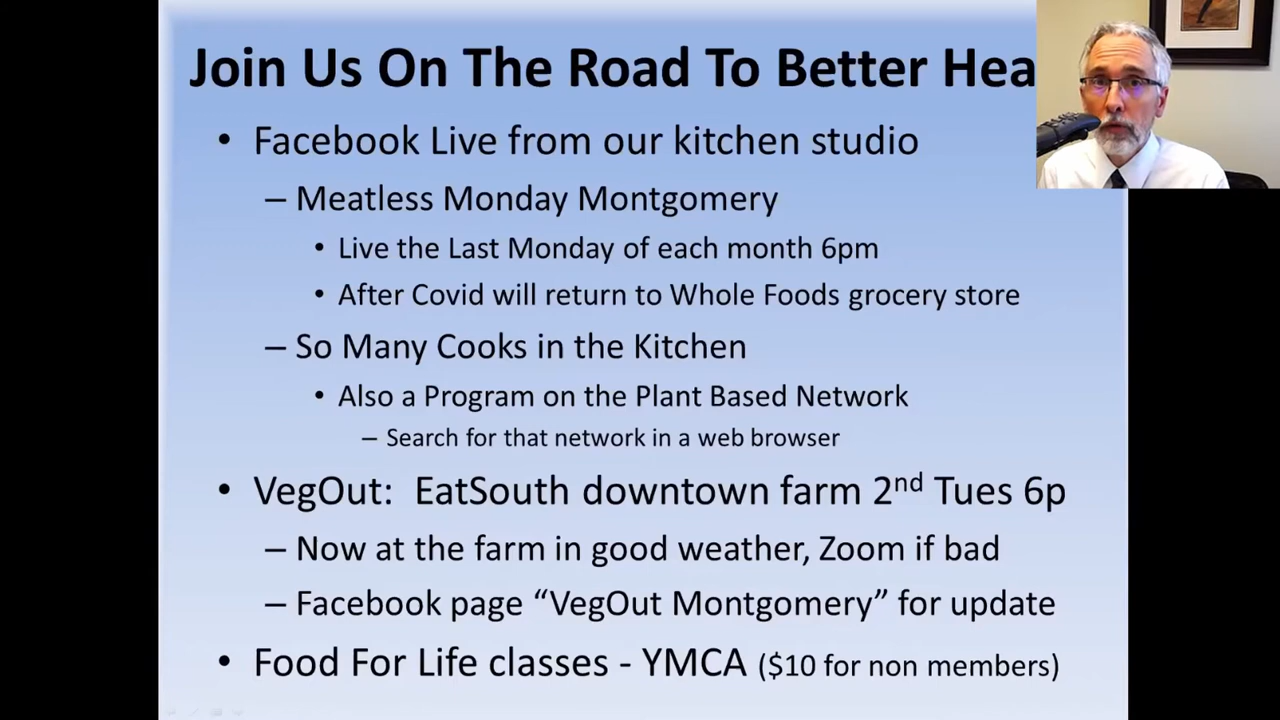 Join Us On The Road To Better Hea
• Facebook Live from our kitchen studio
– Meatless Monday Montgomery
• Live the Last Monday of each month 6pm
• After Covid will return to Whole Foods grocery store
– So Many Cooks in the Kitchen
• Also a Program on the Plant Based Network
– Search for that network in a web browser
• VegOut: EatSouth downtown farm 2nd Tues 6p
– Now at the farm in good weather, Zoom if bad
– Facebook page “VegOut Montgomery” for update
• Food For Life classes - YMCA ($10 for non members)